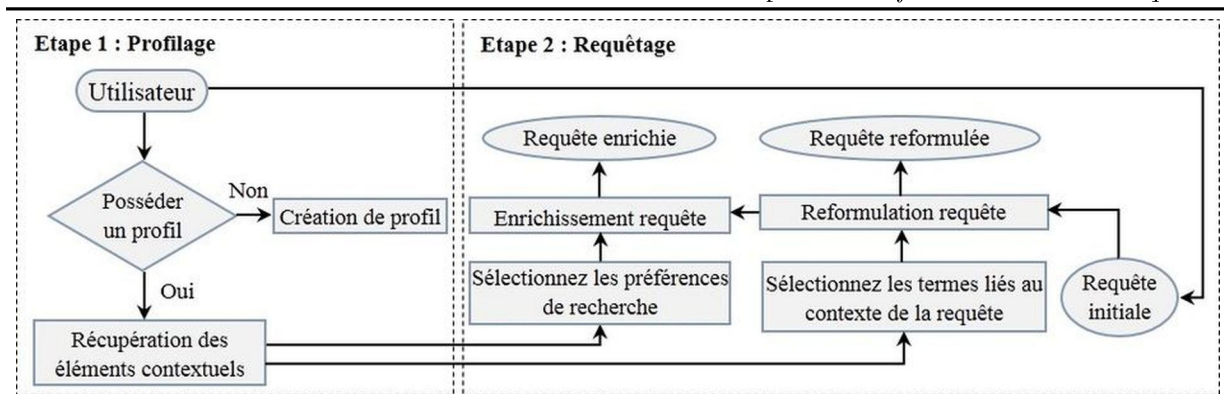 Etape 1 : Profilage
Utilisateur
Posséder
un profil
Non
Création de profil
Oui
Récupération des
éléments contextuels
Etape 2 : Requêtage
Requête enrichie
Requête reformulée
Enrichissement requête
Reformulation requête
Sélectionnez les préférences
de recherche
Sélectionnez les termes liés au
contexte de la requête
Requête
initiale